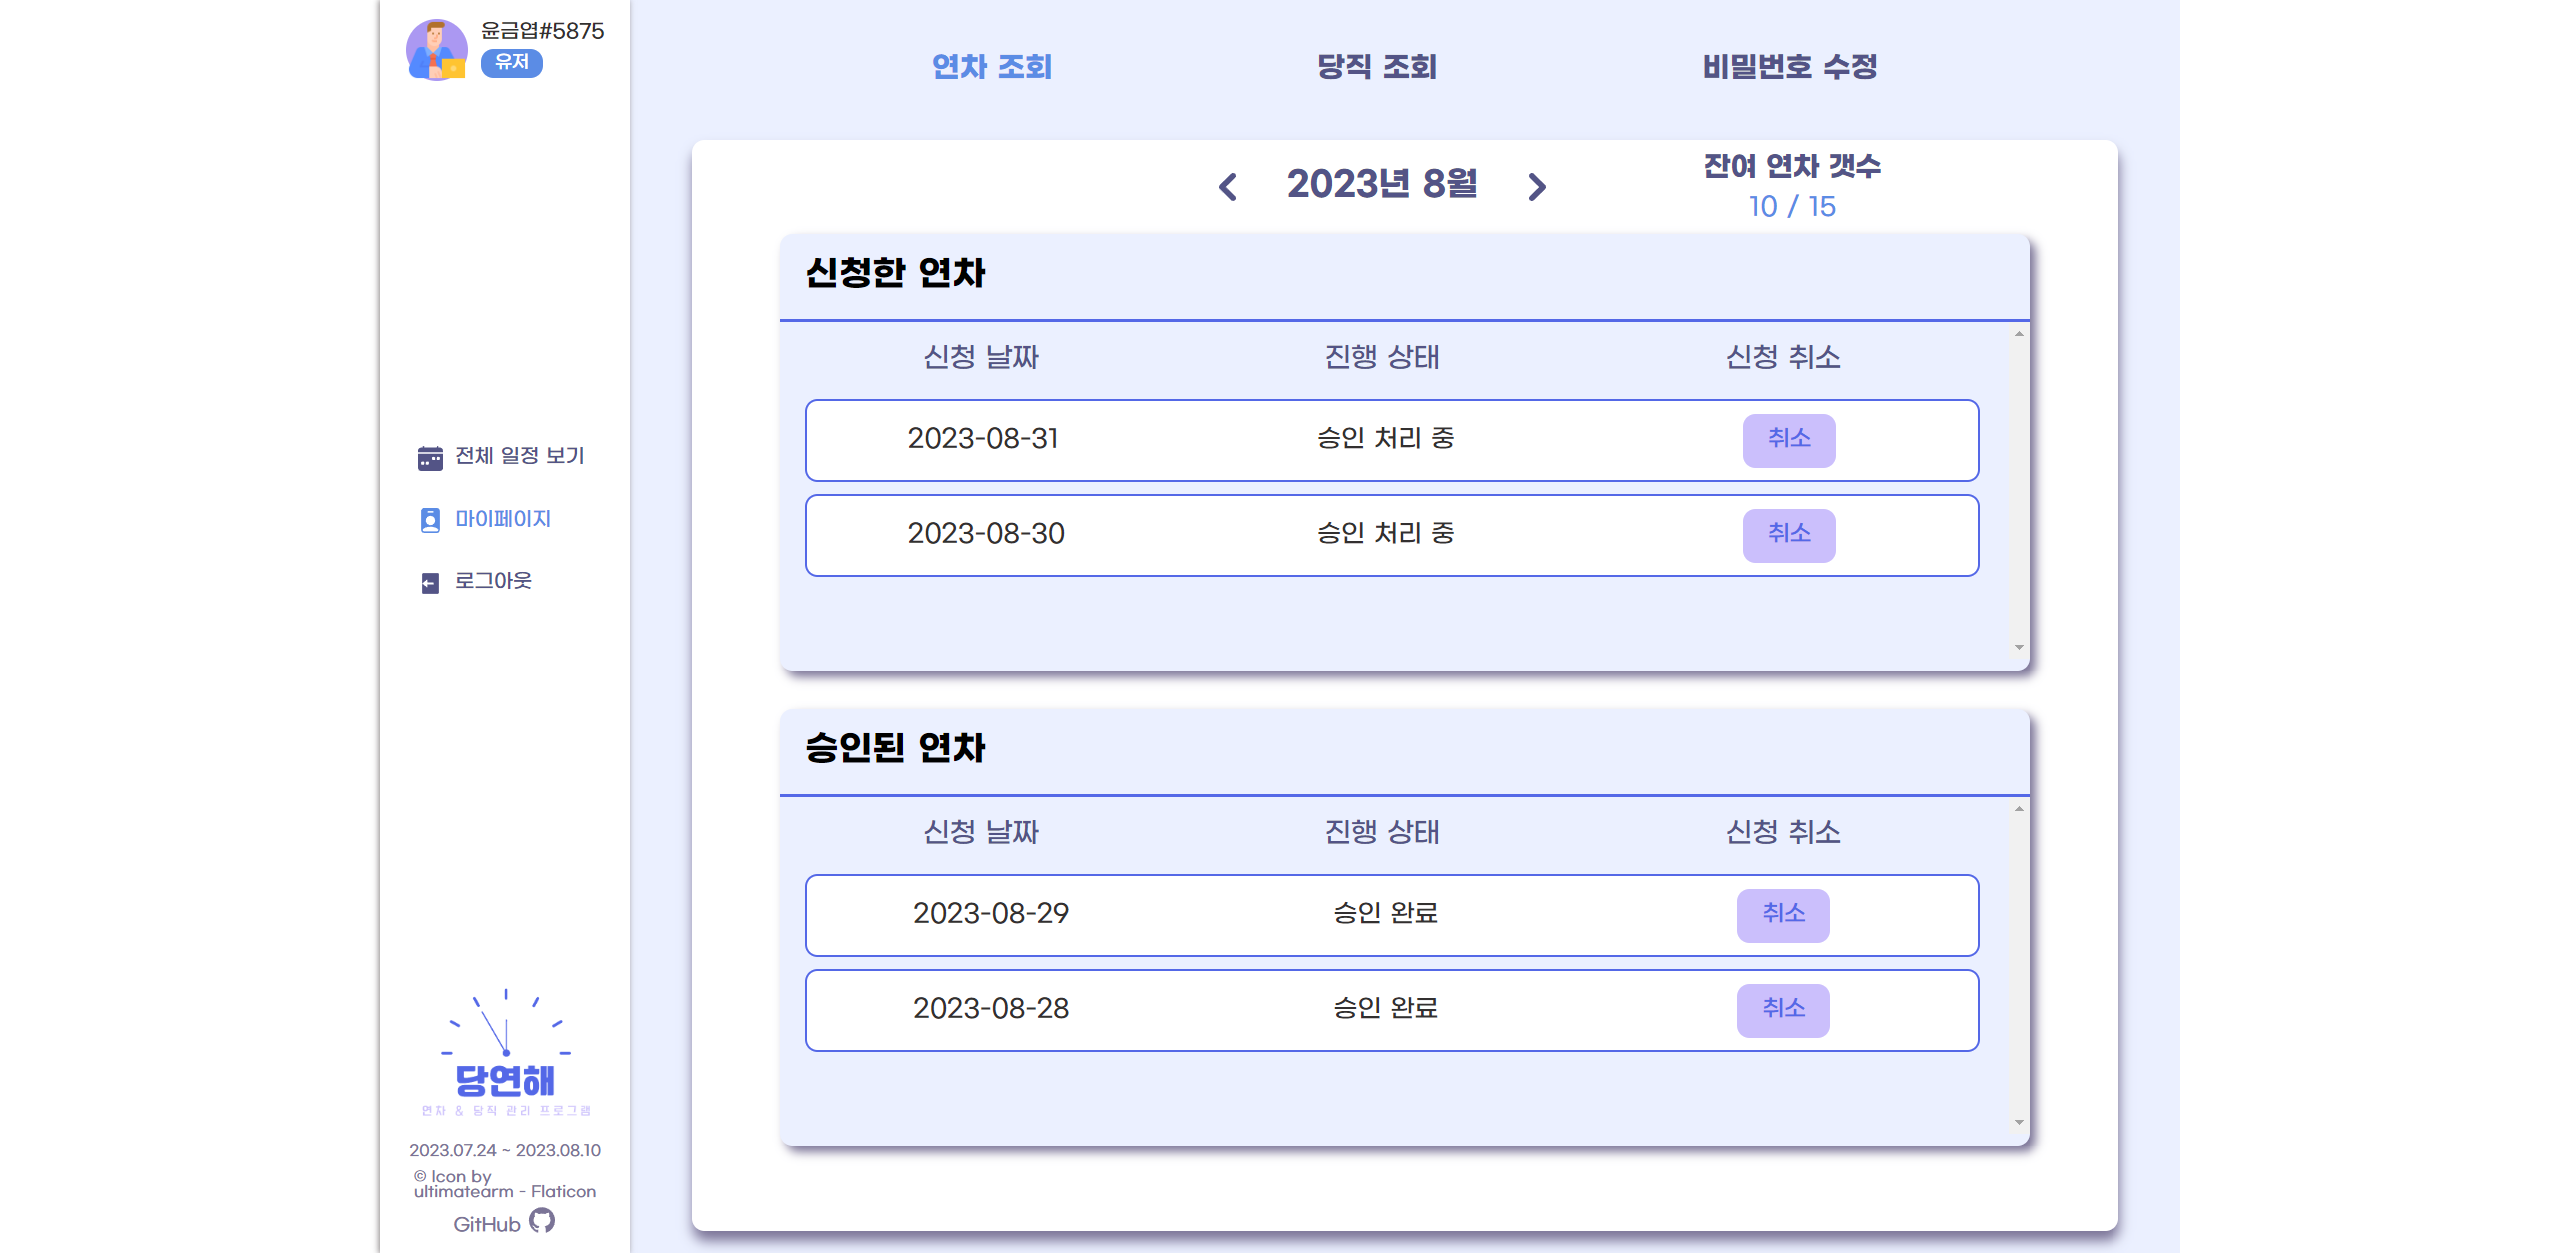 윤금엽#5875
유저
전체 일정 보기
마이페이지
로그아웃
당연해
연차 & 당직 관리 프로그램
2023.07.24 ~ 2023.08.10
© Icon by
ultimatearm - Flaticon
GitHub
연차 조회 당직 조회 비밀번호 수정
2023년 8월
잔여 연차 갯수
10 / 15
신청한 연차
신청 날짜 진행 상태 신청 취소
2023-08-31 승인 처리 중 취소
2023-08-30 승인 처리 중 취소
승인된 연차
신청 날짜 진행 상태 신청 취소
2023-08-29 승인 완료 취소
2023-08-28 승인 완료 취소